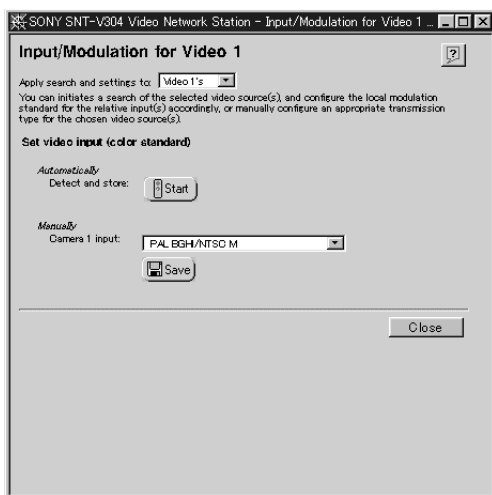 SONY SNT-V304 Video Network Station - Input/Modulation for Video 1 ...
Input/Modulation for Video 1
?
Apply search and settings to: Video 1's
You can initiates a search of the selected video source(s), and configure the local modulation
standard for the relative input(s) accordingly, or manually configure an appropriate transmission
type for the chosen video source(s).
Set video input (color standard)
Automatically
Detect and store: Start
Manually
Camera 1 input: PAL BGHI/NTSC M
Save
Close